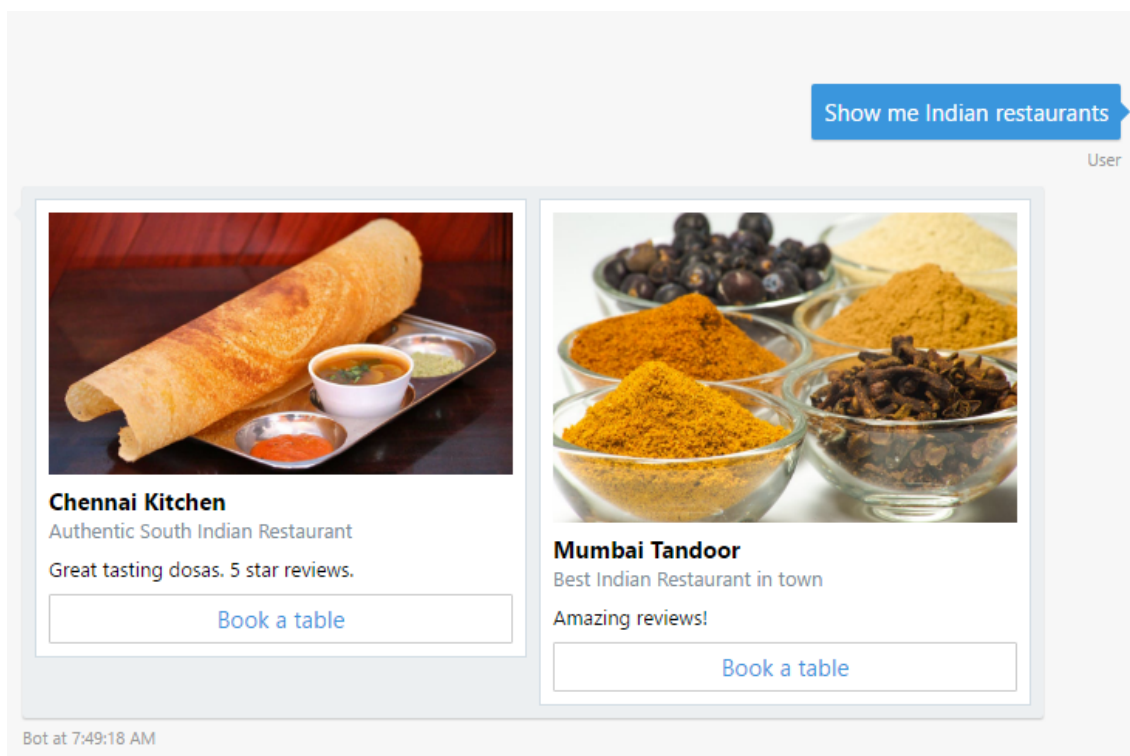 Show me Indian restaurants
User
Chennai Kitchen
Authentic South Indian Restaurant
Great tasting dosas. 5 star reviews.
Book a table
Mumbai Tandoor
Best Indian Restaurant in town
Amazing reviews!
Book a table
Bot at 7:49:18 AM